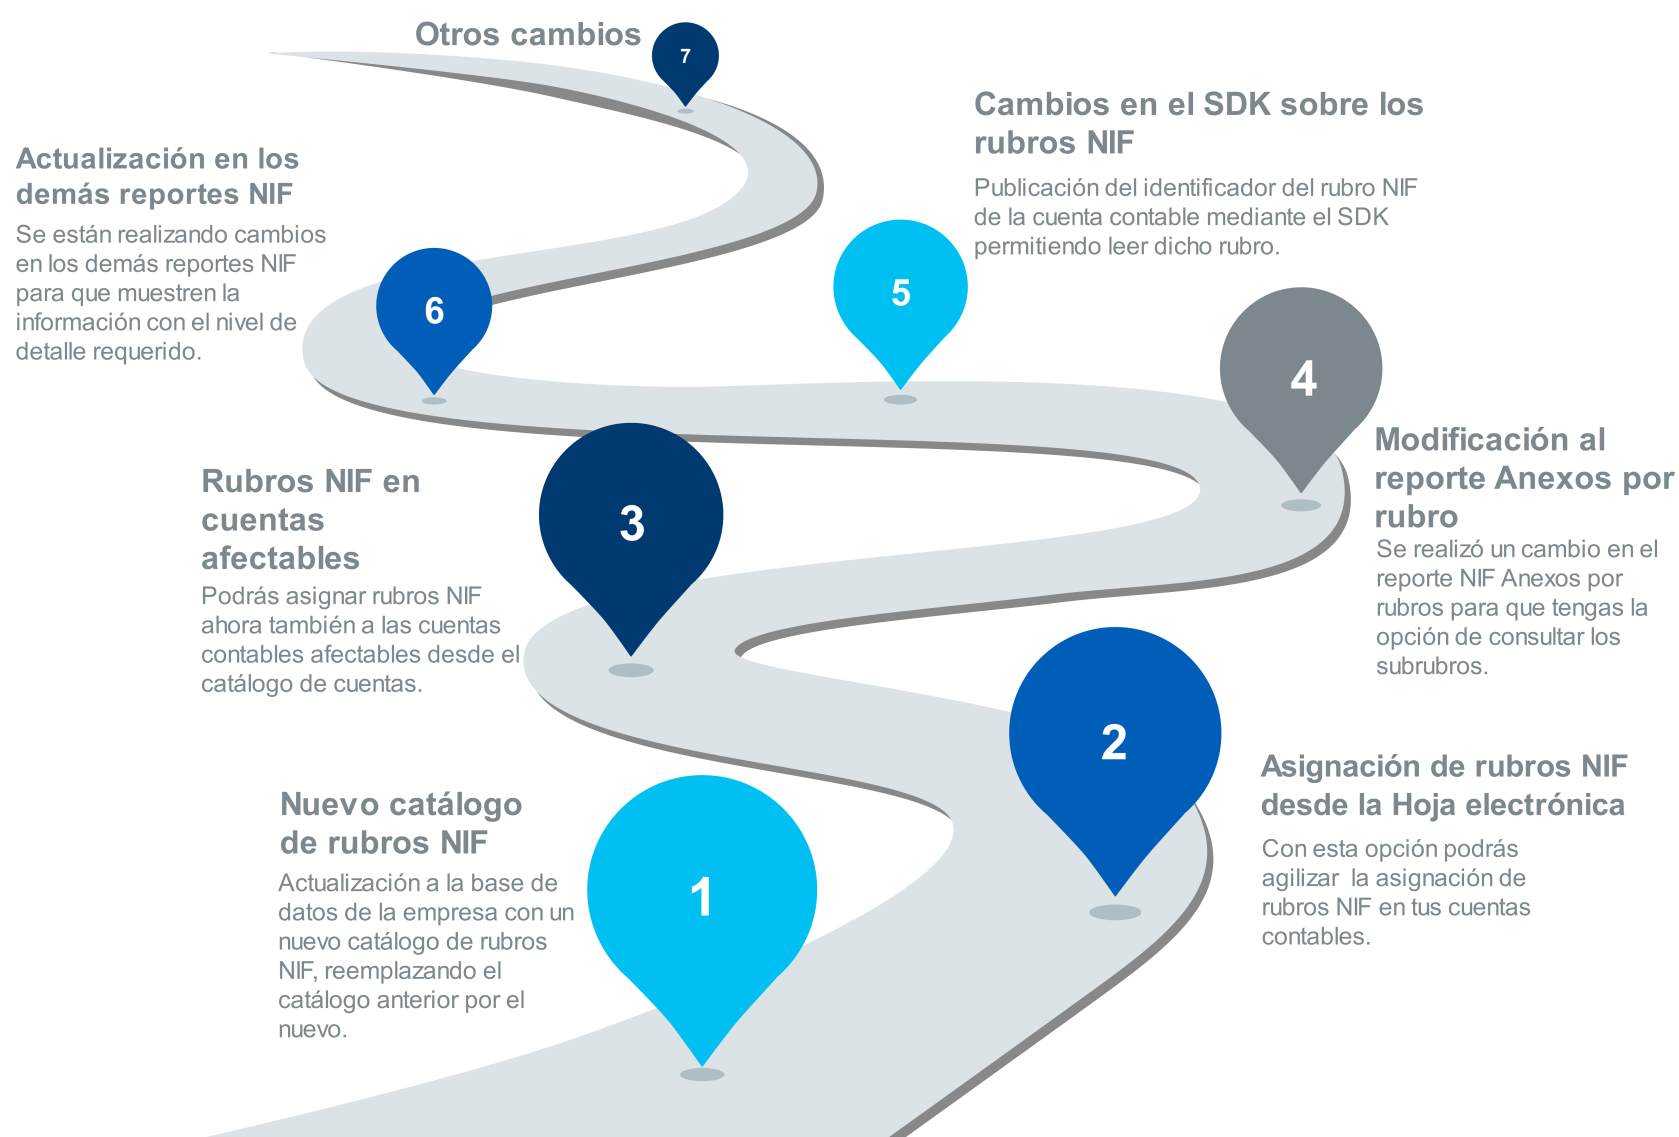 Otros cambios
7
Cambios en el SDK sobre los
rubros NIF
Publicación del identificador del rubro NIF
de la cuenta contable mediante el SDK
permitiendo leer dicho rubro.
5
Actualización en los
demás reportes NIF
Se están realizando cambios
en los demás reportes NIF
para que muestren la
información con el nivel de
detalle requerido.
6
4
Modificación al
reporte Anexos por
rubro
Se realizó un cambio en el
reporte NIF Anexos por
rubros para que tengas la
opción de consultar los
subrubros.
Rubros NIF en
cuentas
afectables
Podrás asignar rubros NIF
ahora también a las cuentas
contables afectables desde el
catálogo de cuentas.
3
2
Asignación de rubros NIF
desde la Hoja electrónica
Con esta opción podrás
agilizar  la asignación de
rubros NIF en tus cuentas
contables.
Nuevo catálogo
de rubros NIF
Actualización a la base de
datos de la empresa con un
nuevo catálogo de rubros
NIF, reemplazando el
catálogo anterior por el
nuevo.
1